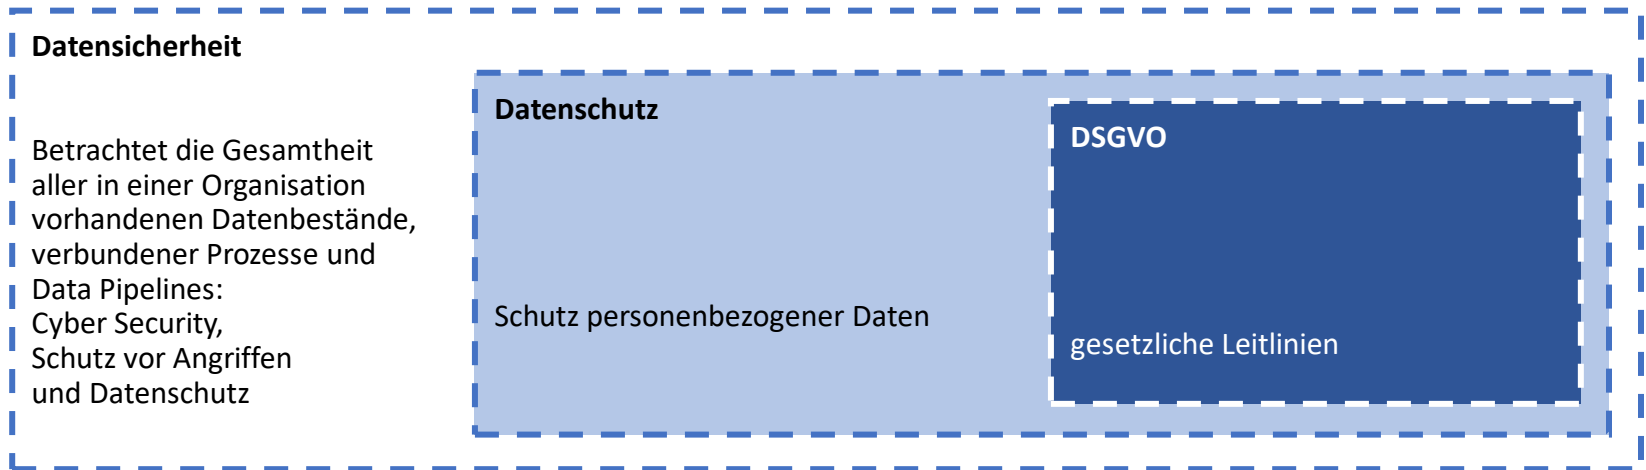 Datensicherheit
Betrachtet die Gesamtheit
aller in einer Organisation
vorhandenen Datenbestände,
verbundener Prozesse und
Data Pipelines:
Cyber Security,
Schutz vor Angriffen
und Datenschutz
Datenschutz
Schutz personenbezogener Daten
DSGVO
gesetzliche Leitlinien